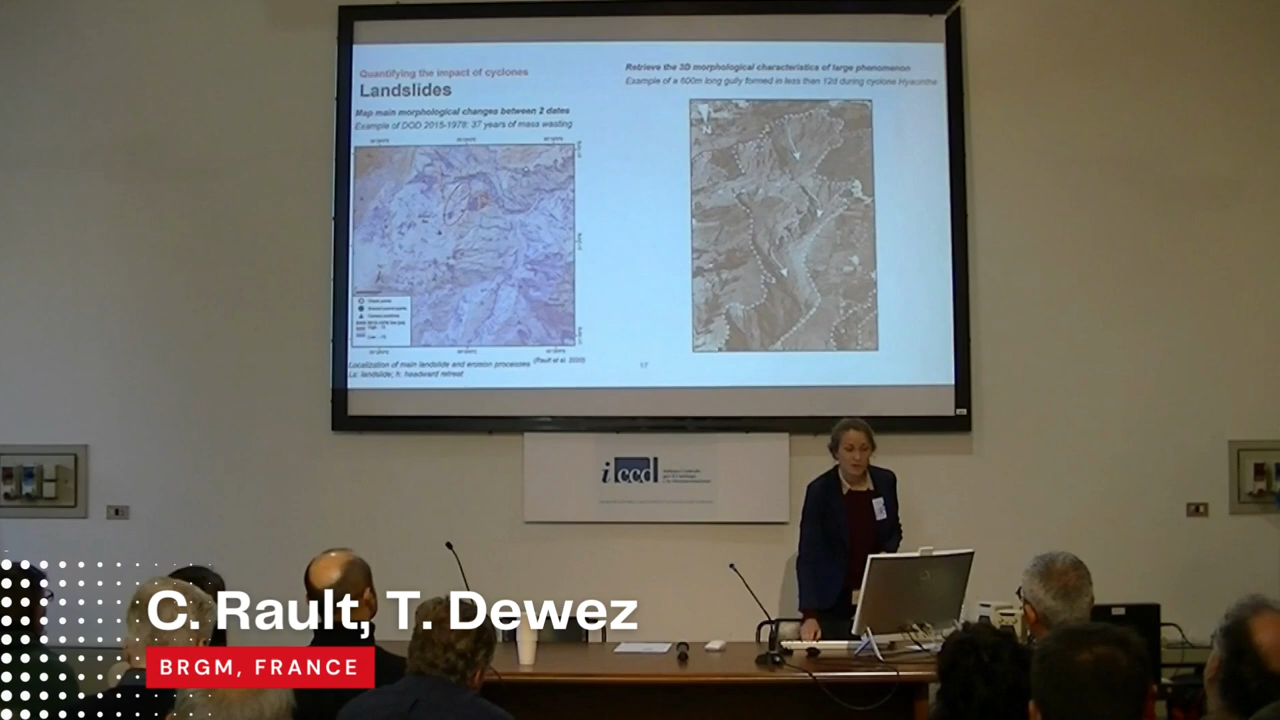 Quantifying the impact of cyclones
Landslides
Map main morphological changes between 2 dates
Example of DOD 2015-1978: 37 years of mass wasting
Localization of main landslide and erosion processes
(Rault et al. 2020)
Ls: landslide; h: headward retreat
Retrieve the 3D morphological characteristics of large phenomenon
Example of a 600m long gully formed in less than 12d during cyclone Hyacinthe
N
17
iccd
C. Rault, T. Dewez
BRGM, FRANCE